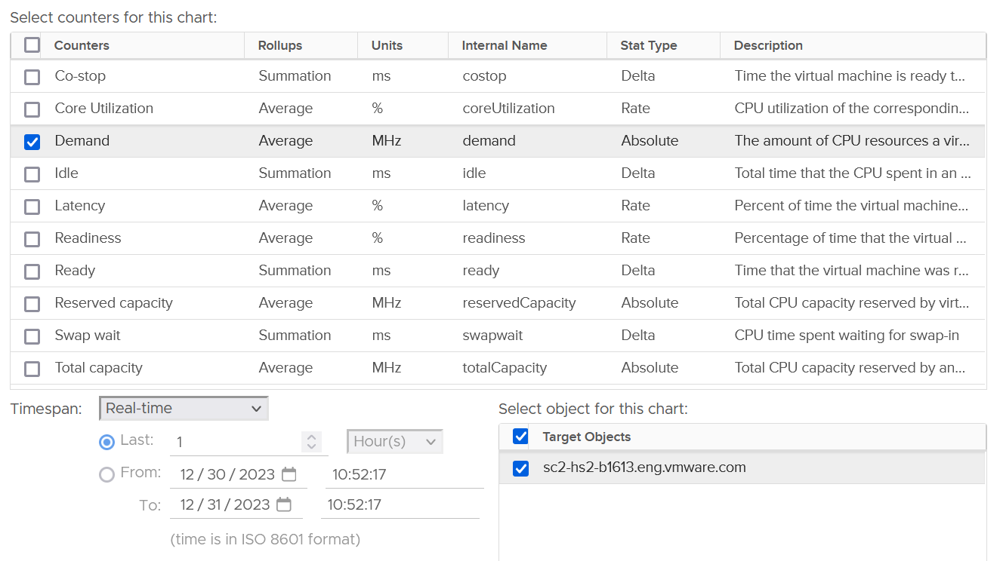 Select counters for this chart:
Counters Rollups Units Internal Name Stat Type Description
Co-stop Summation ms costop Delta Time the virtual machine is ready t...
Core Utilization Average % coreUtilization Rate CPU utilization of the correspondin...
Demand Average MHz demand Absolute The amount of CPU resources a vir...
Idle Summation ms idle Delta Total time that the CPU spent in an ...
Latency Average % latency Rate Percent of time the virtual machine...
Readiness Average % readiness Rate Percentage of time that the virtual ...
Ready Summation ms ready Delta Time that the virtual machine was r...
Reserved capacity Average MHz reservedCapacity Absolute Total CPU capacity reserved by virt...
Swap wait Summation ms swapwait Delta CPU time spent waiting for swap-in
Total capacity Average MHz totalCapacity Absolute Total CPU capacity reserved by an...
Timespan: Real-time
Last: 1 Hour(s)
From: 12 / 30 / 2023 10:52:17
To: 12 / 31 / 2023 10:52:17
(time is in ISO 8601 format)
Select object for this chart:
Target Objects
sc2-hs2-b1613.eng.vmware.com